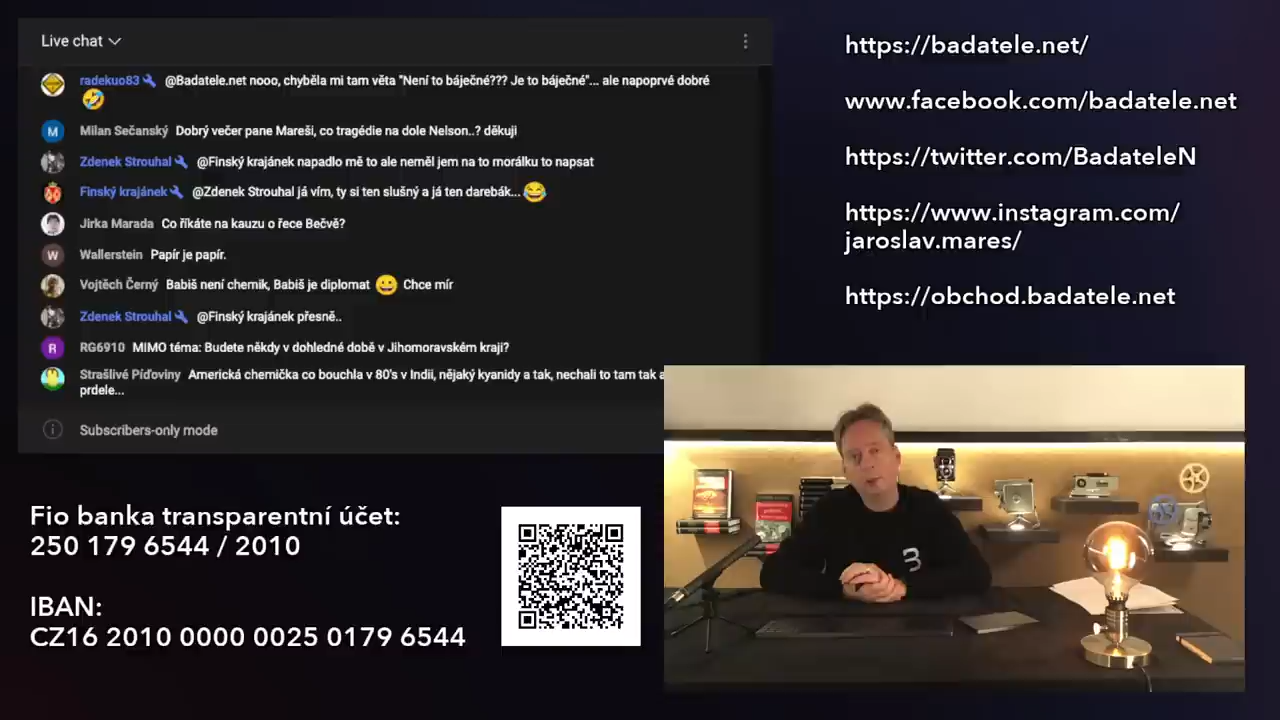 Live chat
radekuo83 @Badatele.net nooo, chyběla mi tam věta "Není to báječné??? Je to báječné"... ale napoprvé dobré
🤣
M Milan Sečanský Dobrý večer pane Mareši, co tragédie na dole Nelson..? děkuji
Zdenek Strouhal @Finský krajánek napadlo mě to ale neměl jem na to morálku to napsat
Finský krajánek @Zdenek Strouhal já vím, ty si ten slušný a já ten darebák... 😂
Jirka Marada Co říkáte na kauzu o řece Bečvě?
W Wallerstein Papír je papír.
Vojtěch Černý Babiš není chemik, Babiš je diplomat 😀 Chce mír
Zdenek Strouhal @Finský krajánek přesně..
R RG6910 MIMO téma: Budete někdy v dohledné době v Jihomoravském kraji?
Strašlivé Píďoviny Americká chemička co bouchla v 80's v Indii, nějaký kyanidy a tak, nechali to tam tak a
prdele...
Subscribers-only mode
https://badatele.net/
www.facebook.com/badatele.net
https://twitter.com/BadateleN
https://www.instagram.com/
jaroslav.mares/
https://obchod.badatele.net
Fio banka transparentní účet:
250 179 6544 / 2010
IBAN:
CZ16 2010 0000 0025 0179 6544